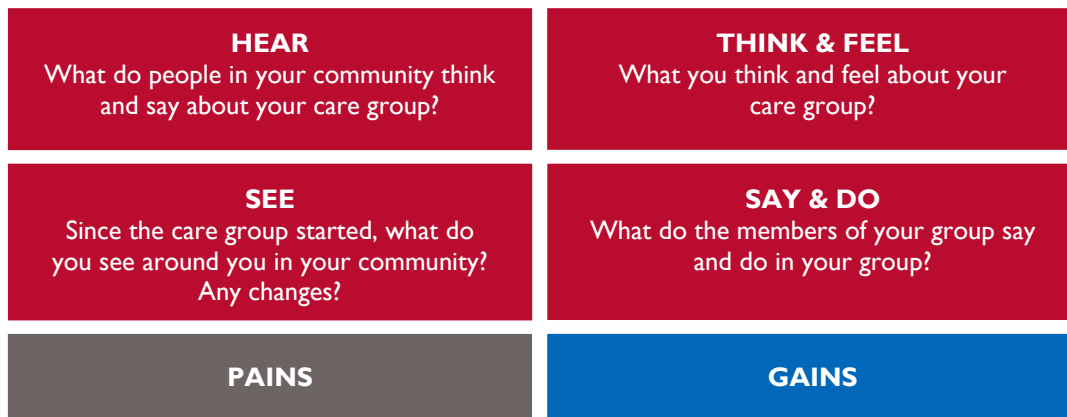 HEAR
What do people in your community think
and say about your care group?
THINK & FEEL
What you think and feel about your
care group?
SEE
Since the care group started, what do
you see around you in your community?
Any changes?
SAY & DO
What do the members of your group say
and do in your group?
PAINS
GAINS